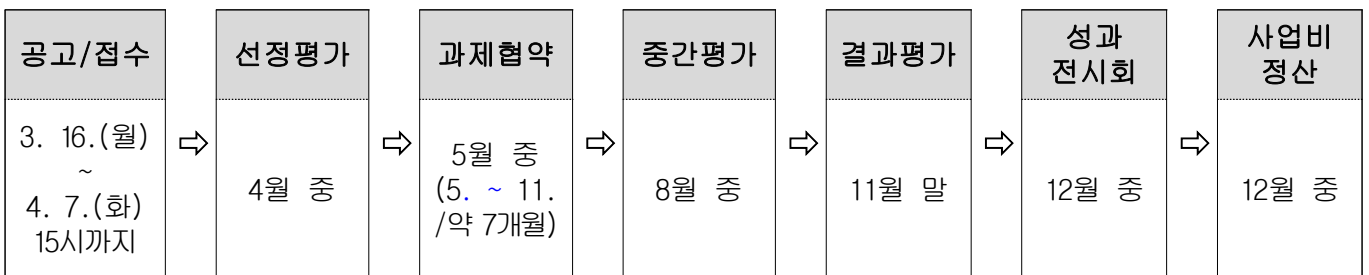 공고/접수
선정평가
과제협약
중간평가
결과평가
성과
전시회
사업비
정산
3. 16.(월)
~
4. 7.(화)
15시까지
⇨
4월 중
⇨
5월 중
(5. ~ 11.
/약 7개월)
⇨
8월 중
⇨
11월 말
⇨
12월 중
⇨
12월 중